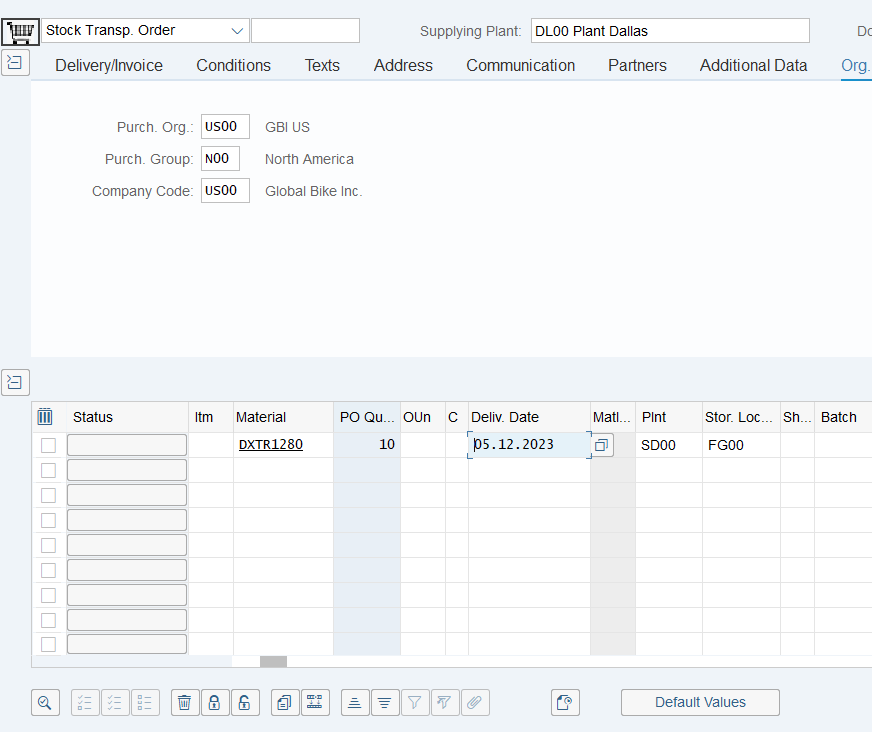 Stock Transp. Order Supplying Plant: DL00 Plant Dallas Do
Delivery/Invoice Conditions Texts Address Communication Partners Additional Data Org.
Purch. Org.: US00 GBI US
Purch. Group: N00 North America
Company Code: US00 Global Bike Inc.
Status Itm Material PO Qu... OUn C Deliv. Date Matl... Plnt Stor. Loc... Sh... Batch
DXTR1280 10 05.12.2023 SD00 FG00
Default Values